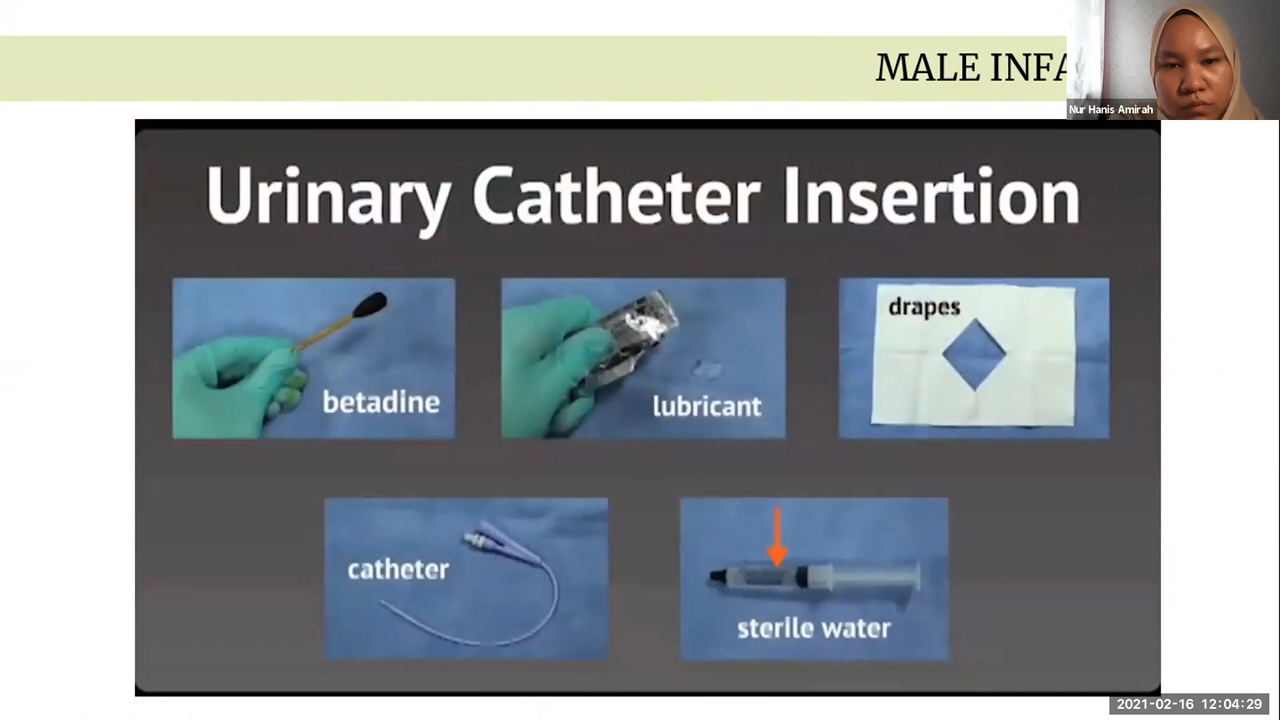 MALE INFA
Nur Hanis Amirah
Urinary Catheter Insertion
betadine
lubricant
drapes
catheter
sterile water
2021-02-16 12:04:29